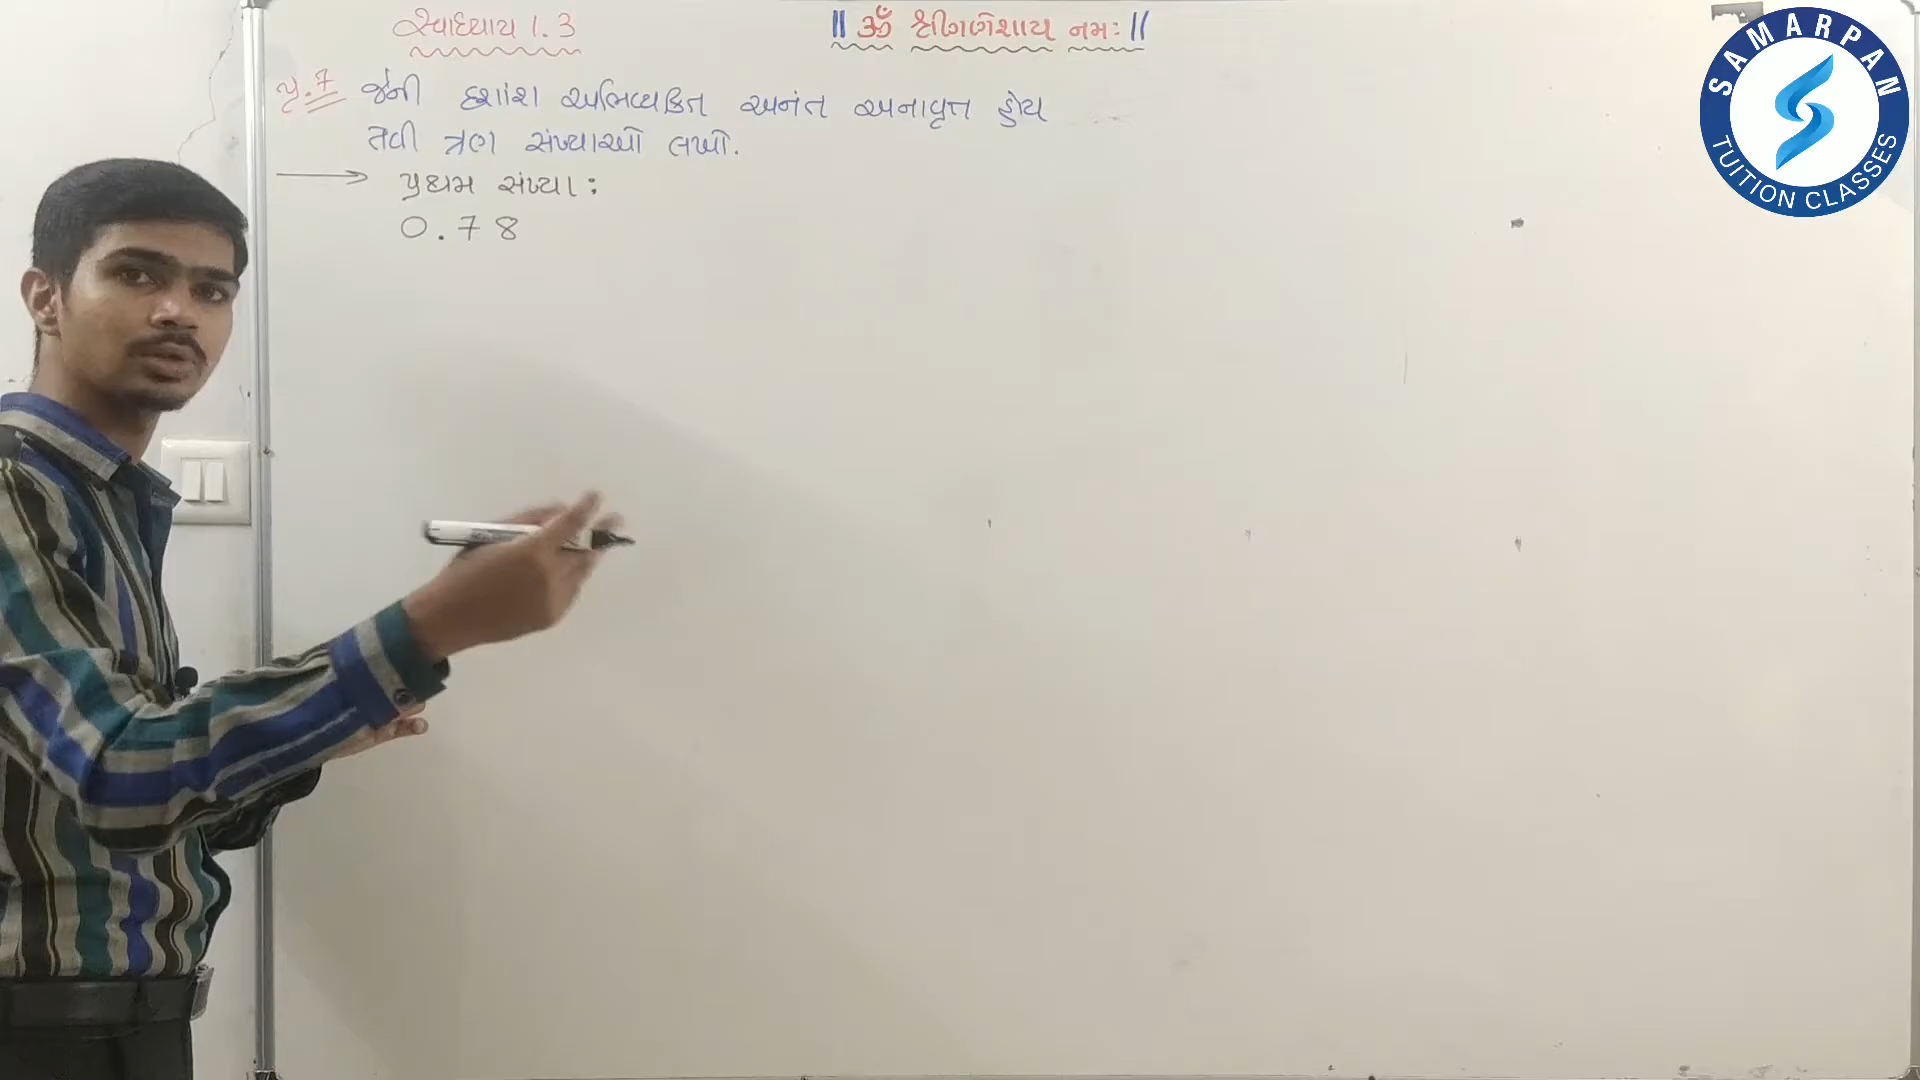 સ્વાધ્યાય 1.3
|| ૐ શ્રીગણેશાય નમઃ ||
પ્ર.7 જેની દશાંશ અભિવ્યક્તિ અનંત અનાવૃત્ત હોય
તેવી ત્રણ સંખ્યાઓ લખો.
→ પ્રથમ સંખ્યા :
0.78
SAMARPAN
TUITION CLASSES